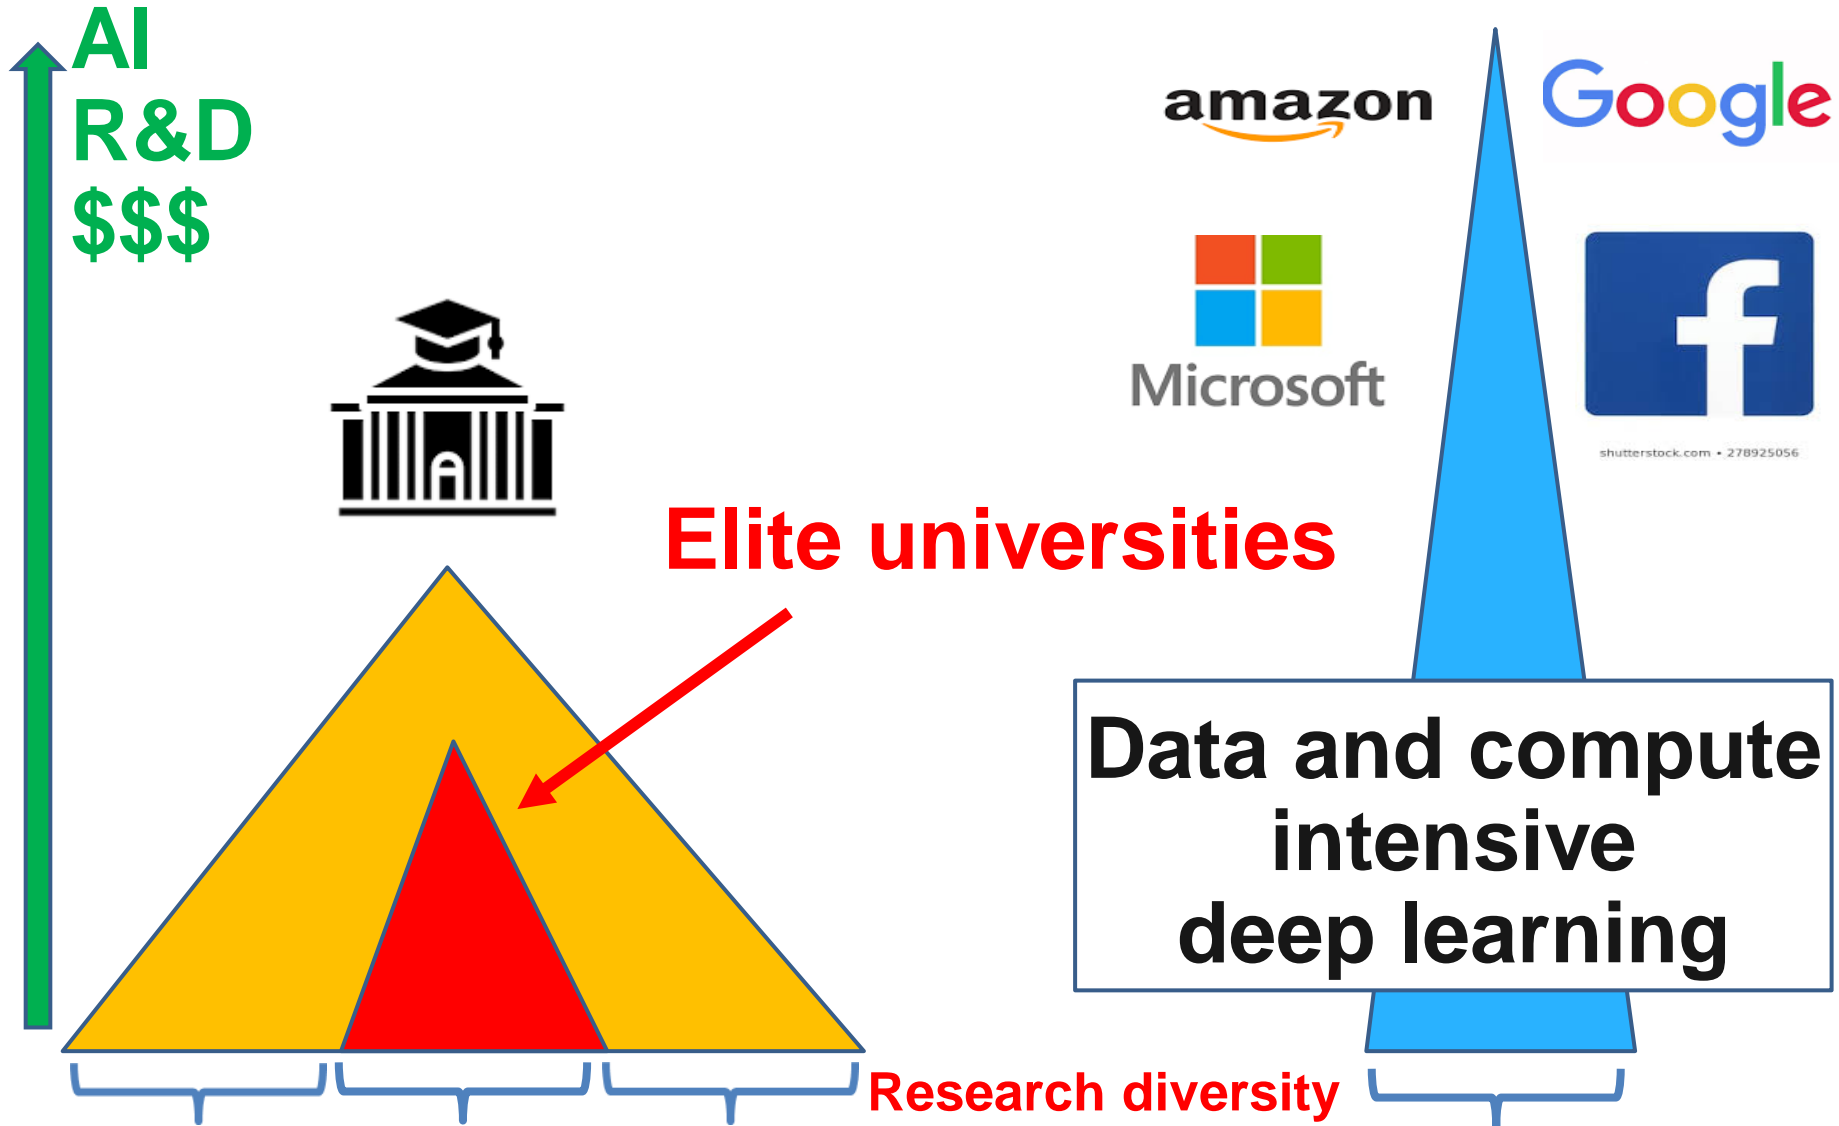 AI
R&D
$$$
amazon
Google
Microsoft
f
shutterstock.com • 278925056
Elite universities
Data and compute
intensive
deep learning
Research diversity